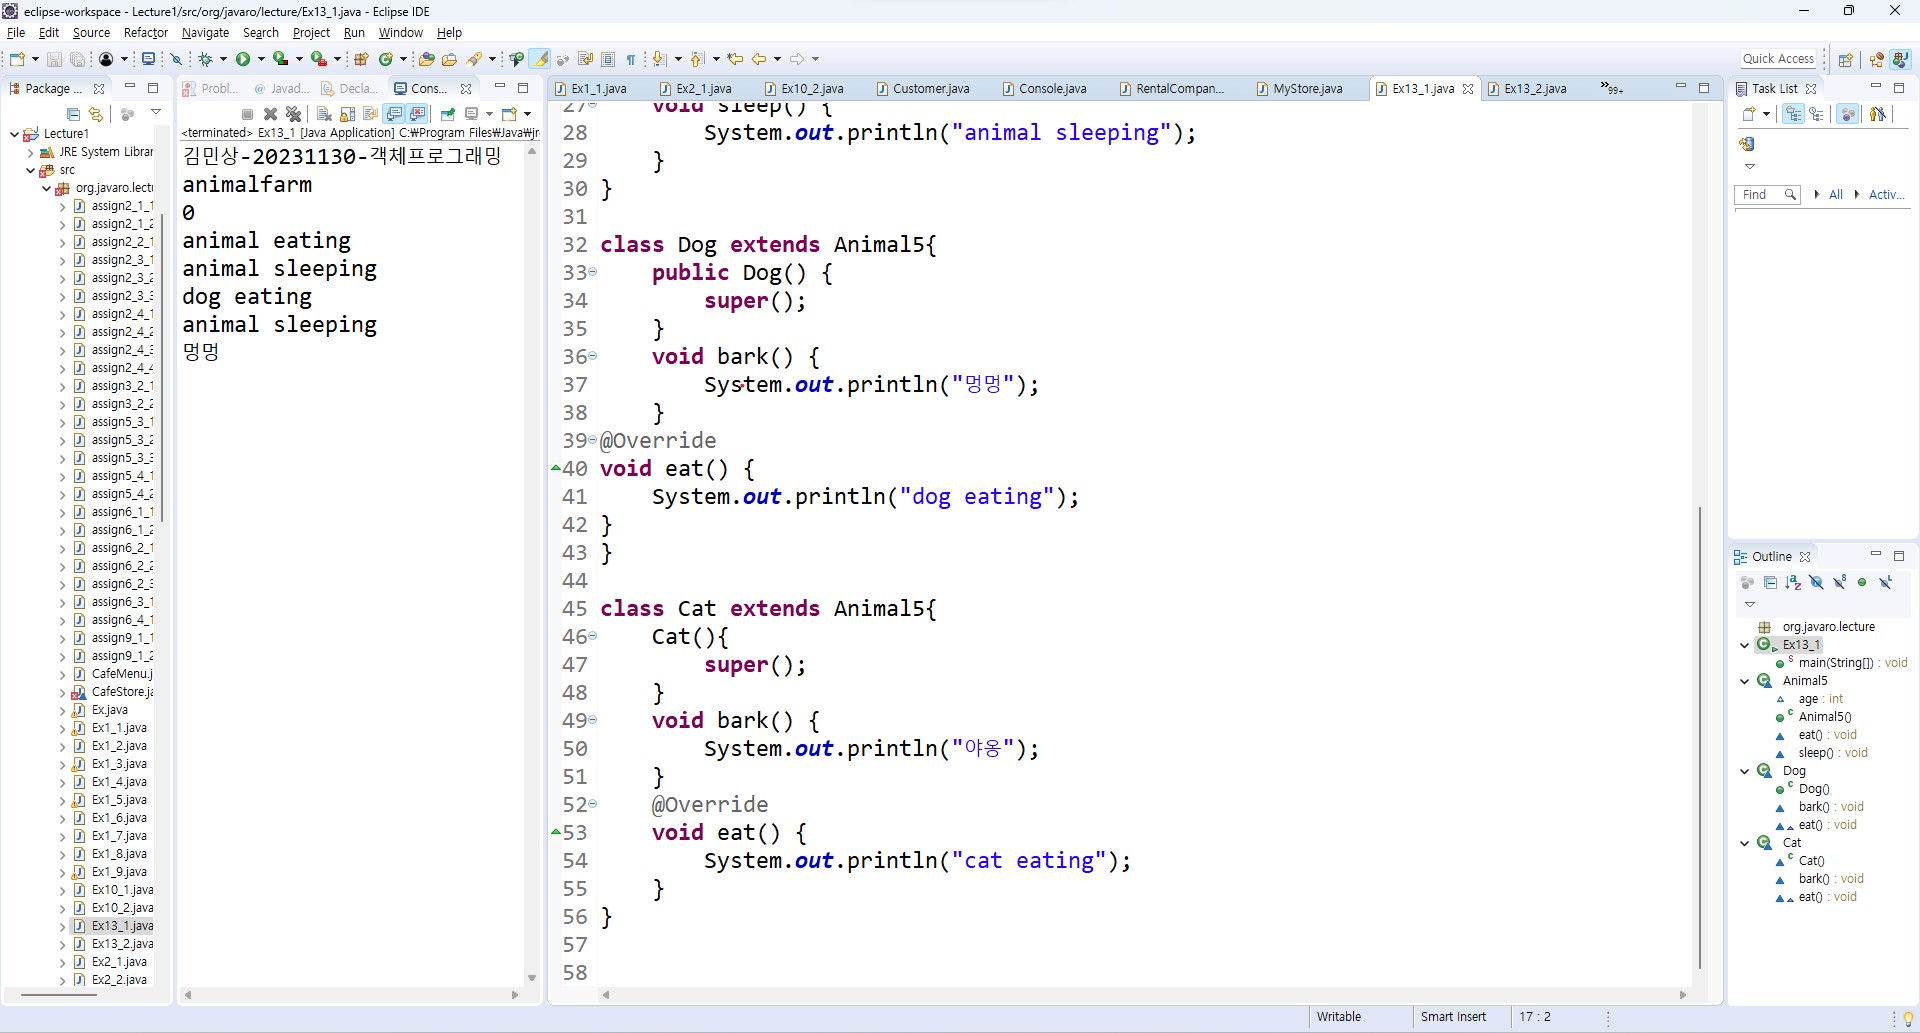 eclipse-workspace - Lecture1/src/org/javaro/lecture/Ex13_1.java - Eclipse IDE
File Edit Source Refactor Navigate Search Project Run Window Help
Quick Access
Package ...
Lecture1
JRE System Librar
src
org.javaro.lectu
assign2_1_1
assign2_1_2
assign2_2_1
assign2_3_1
assign2_3_2
assign2_3_3
assign2_4_1
assign2_4_2
assign2_4_3
assign2_4_4
assign3_2_1
assign3_2_2
assign5_3_1
assign5_3_2
assign5_3_3
assign5_4_1
assign5_4_2
assign6_1_1
assign6_1_2
assign6_2_1
assign6_2_2
assign6_2_3
assign6_3_1
assign6_4_1
assign9_1_1
assign9_1_2
CafeMenu.j
CafeStore.ja
Ex.java
Ex1_1.java
Ex1_2.java
Ex1_3.java
Ex1_4.java
Ex1_5.java
Ex1_6.java
Ex1_7.java
Ex1_8.java
Ex1_9.java
Ex10_1.java
Ex10_2.java
Ex13_1.java
Ex13_2.java
Ex2_1.java
Ex2_2.java
Probl... Javad... Decla... Cons...
<terminated> Ex13_1 [Java Application] C:₩Program Files₩Java₩jr
김민상-20231130-객체프로그래밍
animalfarm
0
animal eating
animal sleeping
dog eating
animal sleeping
멍멍
Ex1_1.java Ex2_1.java Ex10_2.java Customer.java Console.java RentalCompan... MyStore.java Ex13_1.java Ex13_2.java »99+
27 void sleep() {
28 System.out.println("animal sleeping");
29 }
30 }
31
32 class Dog extends Animal5{
33 public Dog() {
34 super();
35 }
36 void bark() {
37 System.out.println("멍멍");
38 }
39 @Override
40 void eat() {
41 System.out.println("dog eating");
42 }
43 }
44
45 class Cat extends Animal5{
46 Cat(){
47 super();
48 }
49 void bark() {
50 System.out.println("야옹");
51 }
52 @Override
53 void eat() {
54 System.out.println("cat eating");
55 }
56 }
57
58
Task List
Find All Activ...
Outline
org.javaro.lecture
Ex13_1
main(String[]) : void
Animal5
age : int
Animal5()
eat() : void
sleep() : void
Dog
Dog()
bark() : void
eat() : void
Cat
Cat()
bark() : void
eat() : void
Writable Smart Insert 17 : 2